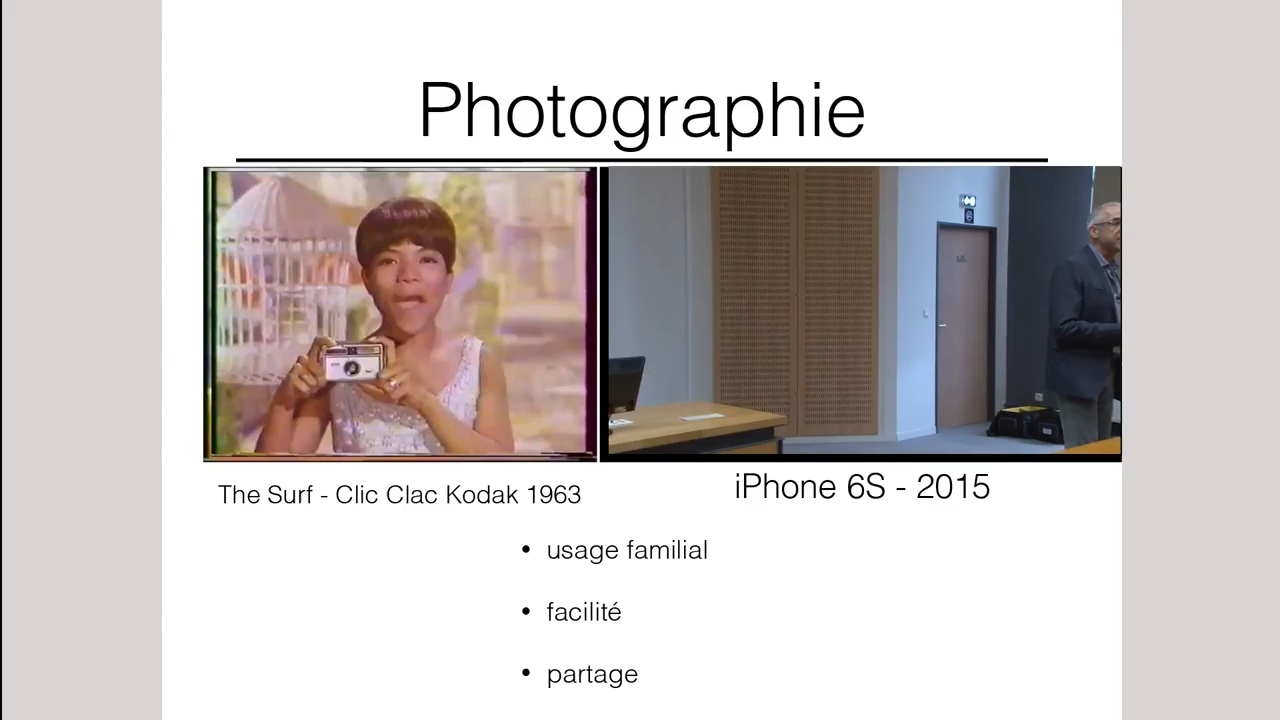 Photographie
The Surf - Clic Clac Kodak 1963
iPhone 6S - 2015
• usage familial
• facilité
• partage